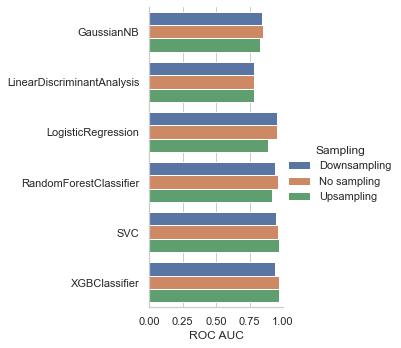 GaussianNB
LinearDiscriminantAnalysis
LogisticRegression
RandomForestClassifier
SVC
XGBClassifier
0.00 0.25 0.50 0.75 1.00
ROC AUC
Sampling
Downsampling
No sampling
Upsampling